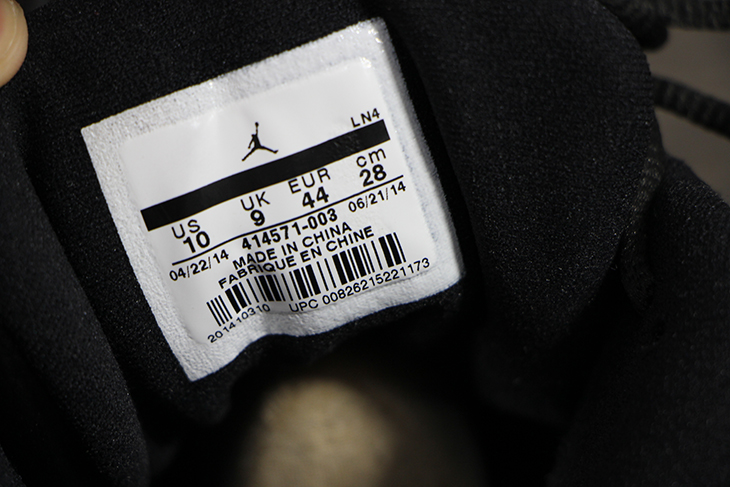 LN4
US UK EUR cm
10 9 44 28
04/22/14 414571-003 06/21/14
MADE IN CHINA
FABRIQUE EN CHINE
201410310 UPC 00826215221173